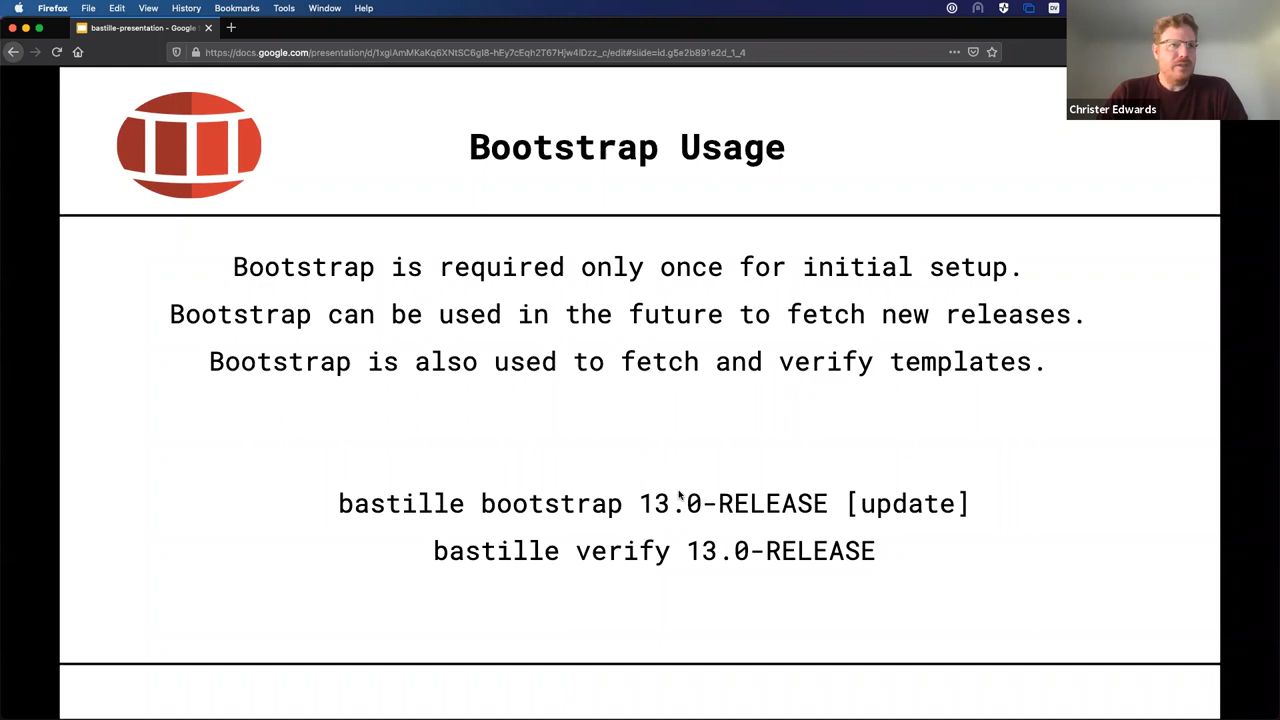 Firefox File Edit View History Bookmarks Tools Window Help
bastille-presentation - Google
Christer Edwards
Bootstrap Usage
Bootstrap is required only once for initial setup.
Bootstrap can be used in the future to fetch new releases.
Bootstrap is also used to fetch and verify templates.
bastille bootstrap 13.0-RELEASE [update]
bastille verify 13.0-RELEASE